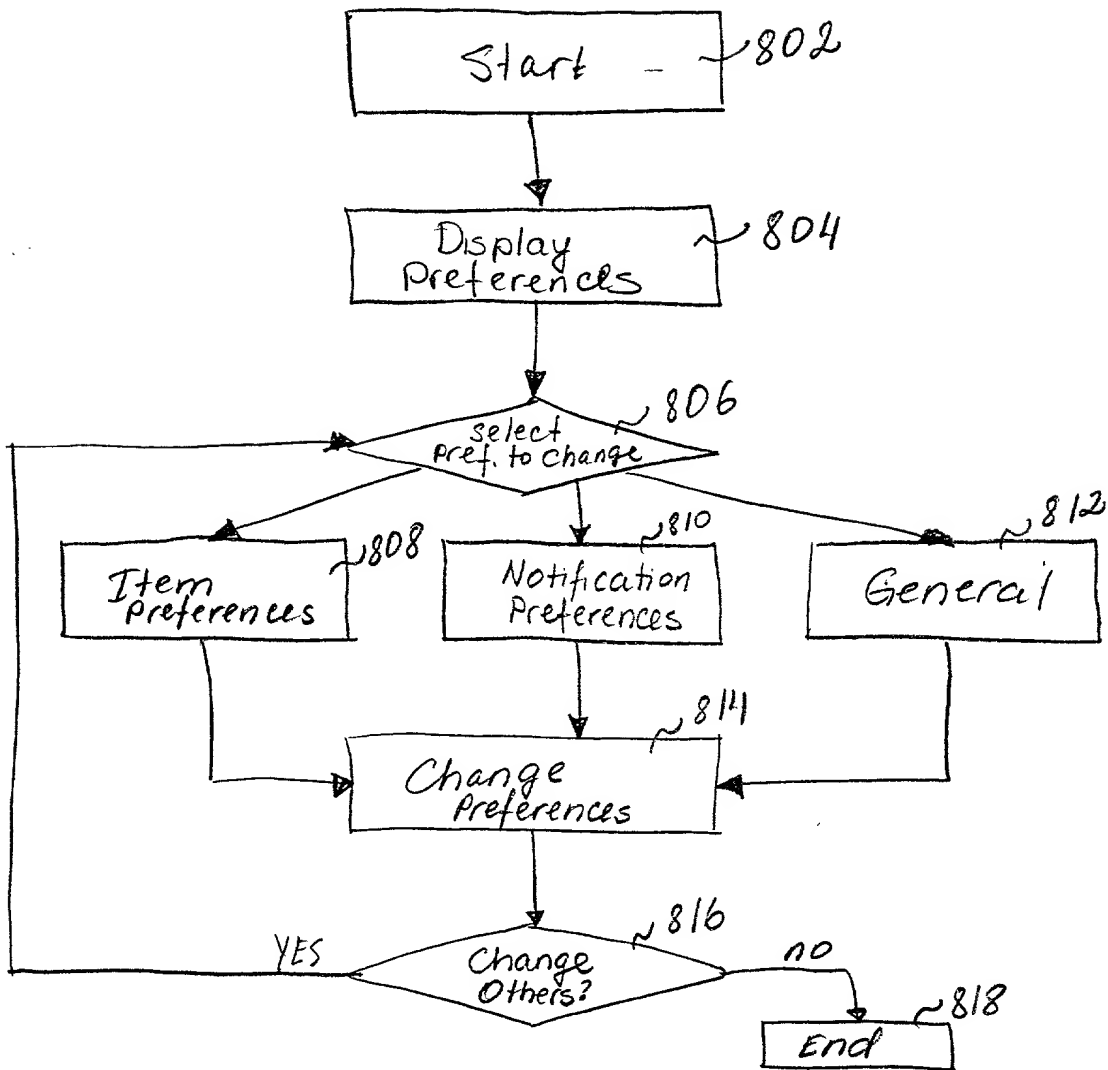 Start
802
Display
Preferences
804
806
select
pref. to change
Item
Preferences
808
810
Notification
Preferences
812
General
814
Change
Preferences
816
YES
Change
Others?
no
818
End